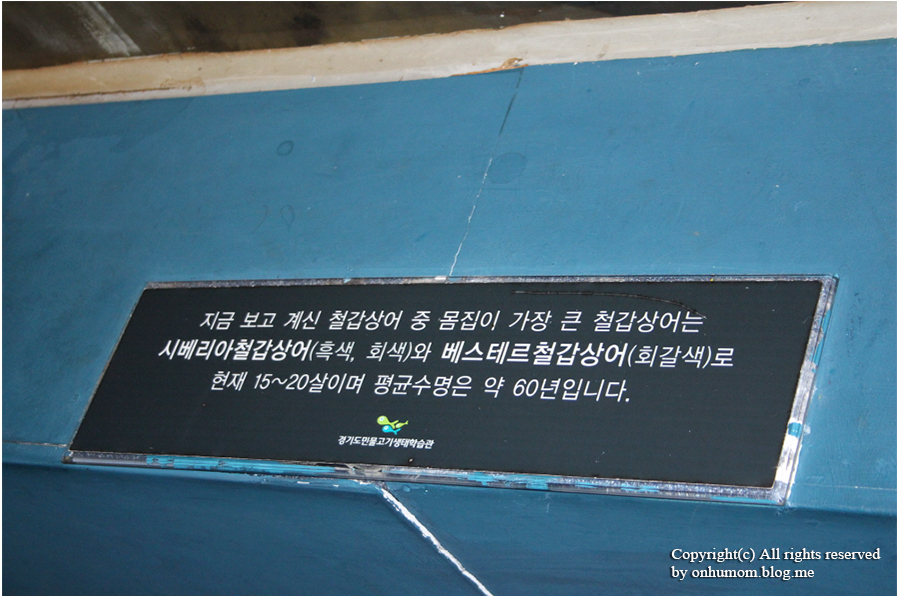 지금 보고 계신 철갑상어 중 몸집이 가장 큰 철갑상어는
시베리아철갑상어(흑색, 회색)와 베스테르철갑상어(회갈색)로
현재 15~20살이며 평균수명은 약 60년입니다.
경기도민물고기생태학습관
Copyright(c) All rights reserved
by onhumom.blog.me